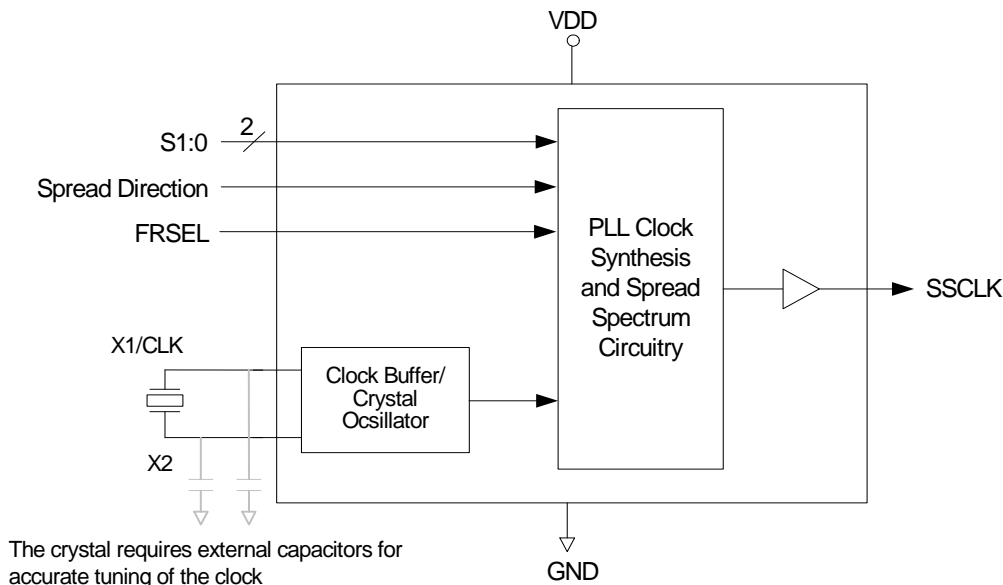 VDD
2
S1:0
Spread Direction
FRSEL
PLL Clock
Synthesis
and Spread
Spectrum
Circuitry
SSCLK
X1/CLK
Clock Buffer/
Crystal
Ocsillator
X2
The crystal requires external capacitors for
accurate tuning of the clock
GND